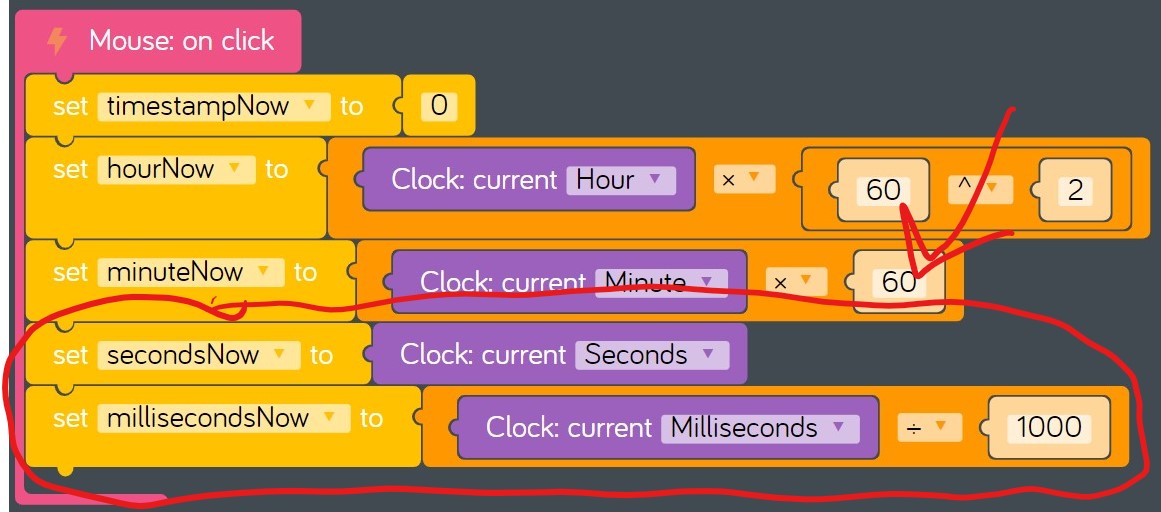 Mouse: on click
set timestampNow to 0
set hourNow to Clock: current Hour × 60 ^ 2
set minuteNow to Clock: current Minute × 60
set secondsNow to Clock: current Seconds
set millisecondsNow to Clock: current Milliseconds ÷ 1000